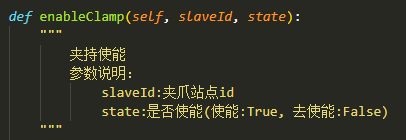 def enableClamp(self, slaveId, state):
"""
夹持使能
参数说明:
slaveId:夹爪站点id
state:是否使能(使能:True, 去使能:False)
"""